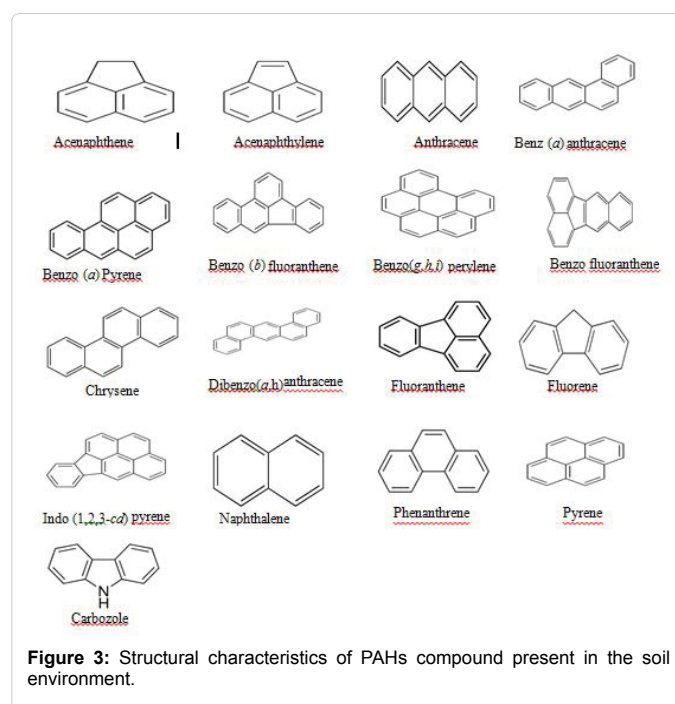 Acenaphthene
Acenaphthylene
Anthracene
Benz (a) anthracene
Benzo (a) Pyrene
Benzo (b) fluoranthene
Benzo(g,h,i) perylene
Benzo fluoranthene
Chrysene
Dibenzo(a,h)anthracene
Fluoranthene
Fluorene
Indo (1,2,3-cd) pyrene
Naphthalene
Phenanthrene
Pyrene
N
H
Carbozole
Figure 3: Structural characteristics of PAHs compound present in the soil
environment.